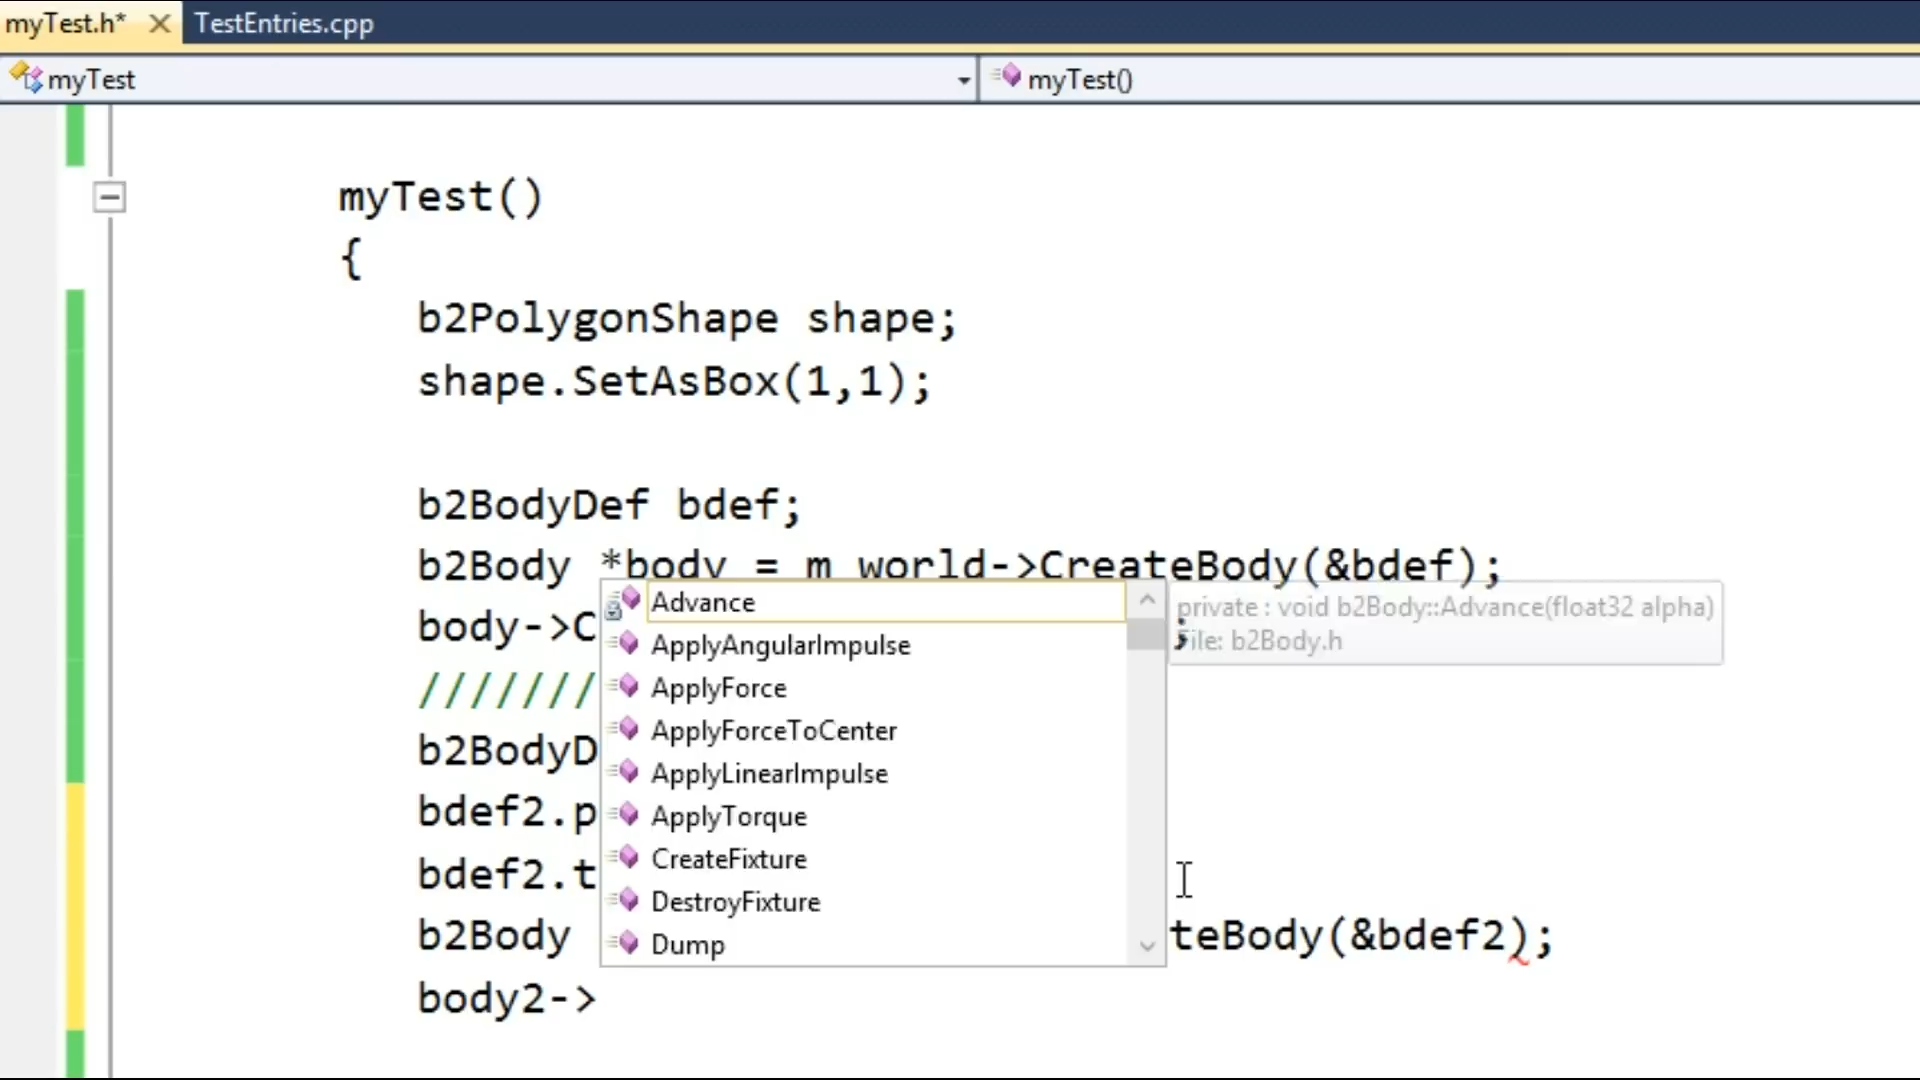 myTest.h* TestEntries.cpp
myTest myTest()
myTest()
{
b2PolygonShape shape;
shape.SetAsBox(1,1);
b2BodyDef bdef;
b2Body *body = m_world->CreateBody(&bdef);
body->C ;
///////
b2BodyD
bdef2.p
bdef2.t
b2Body teBody(&bdef2);
body2->
Advance
ApplyAngularImpulse
ApplyForce
ApplyForceToCenter
ApplyLinearImpulse
ApplyTorque
CreateFixture
DestroyFixture
Dump
private : void b2Body::Advance(float32 alpha)
File: b2Body.h